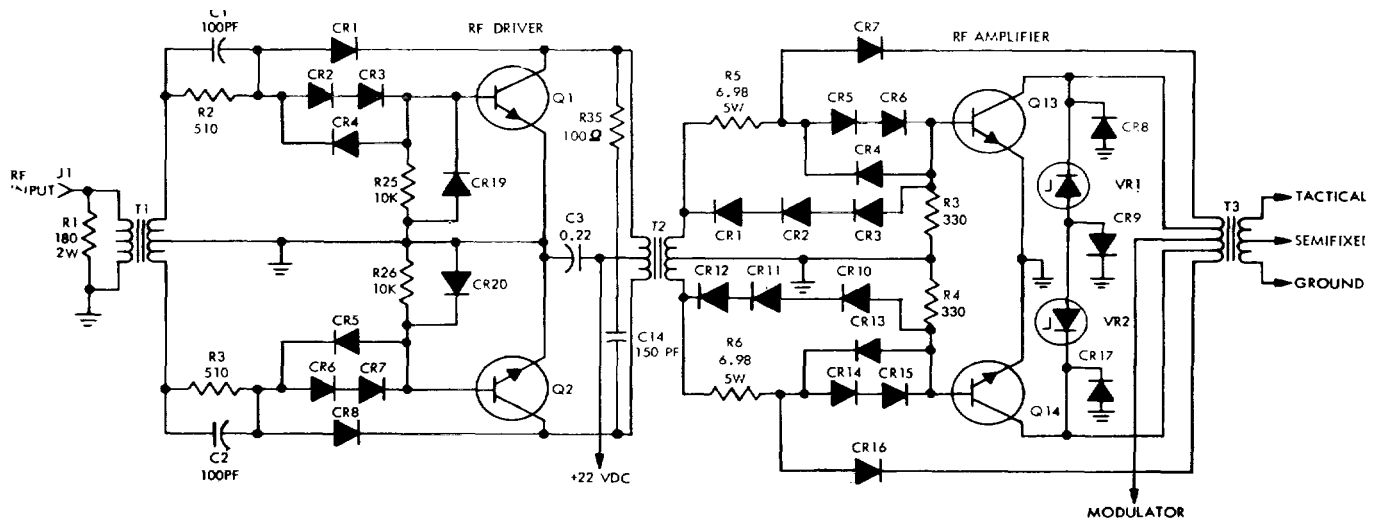 C1
100PF
CR1
RF DRIVER
CR7
RF AMPLIFIER
CR2 CR3
Q1
R2
510
CR4
R35
100Ω
R5
6.98
5W
CR5 CR6
Q13
CR8
CR4
RF
INPUT
J1
R1
180
2W
T1
R25
10K
CR19
C3
0.22
T2
CR1 CR2 CR3
R3
330
J
VR1
CR9
T3
TACTICAL
SEMIFIXED
GROUND
R26
10K
CR20
CR12 CR11 CR10
R4
330
CR13
J
VR2
CR5
R3
510
CR6 CR7
Q2
C14
150 PF
R6
6.98
5W
CR14 CR15
Q14
CR17
CR8
C2
100PF
+22 VDC
CR16
MODULATOR